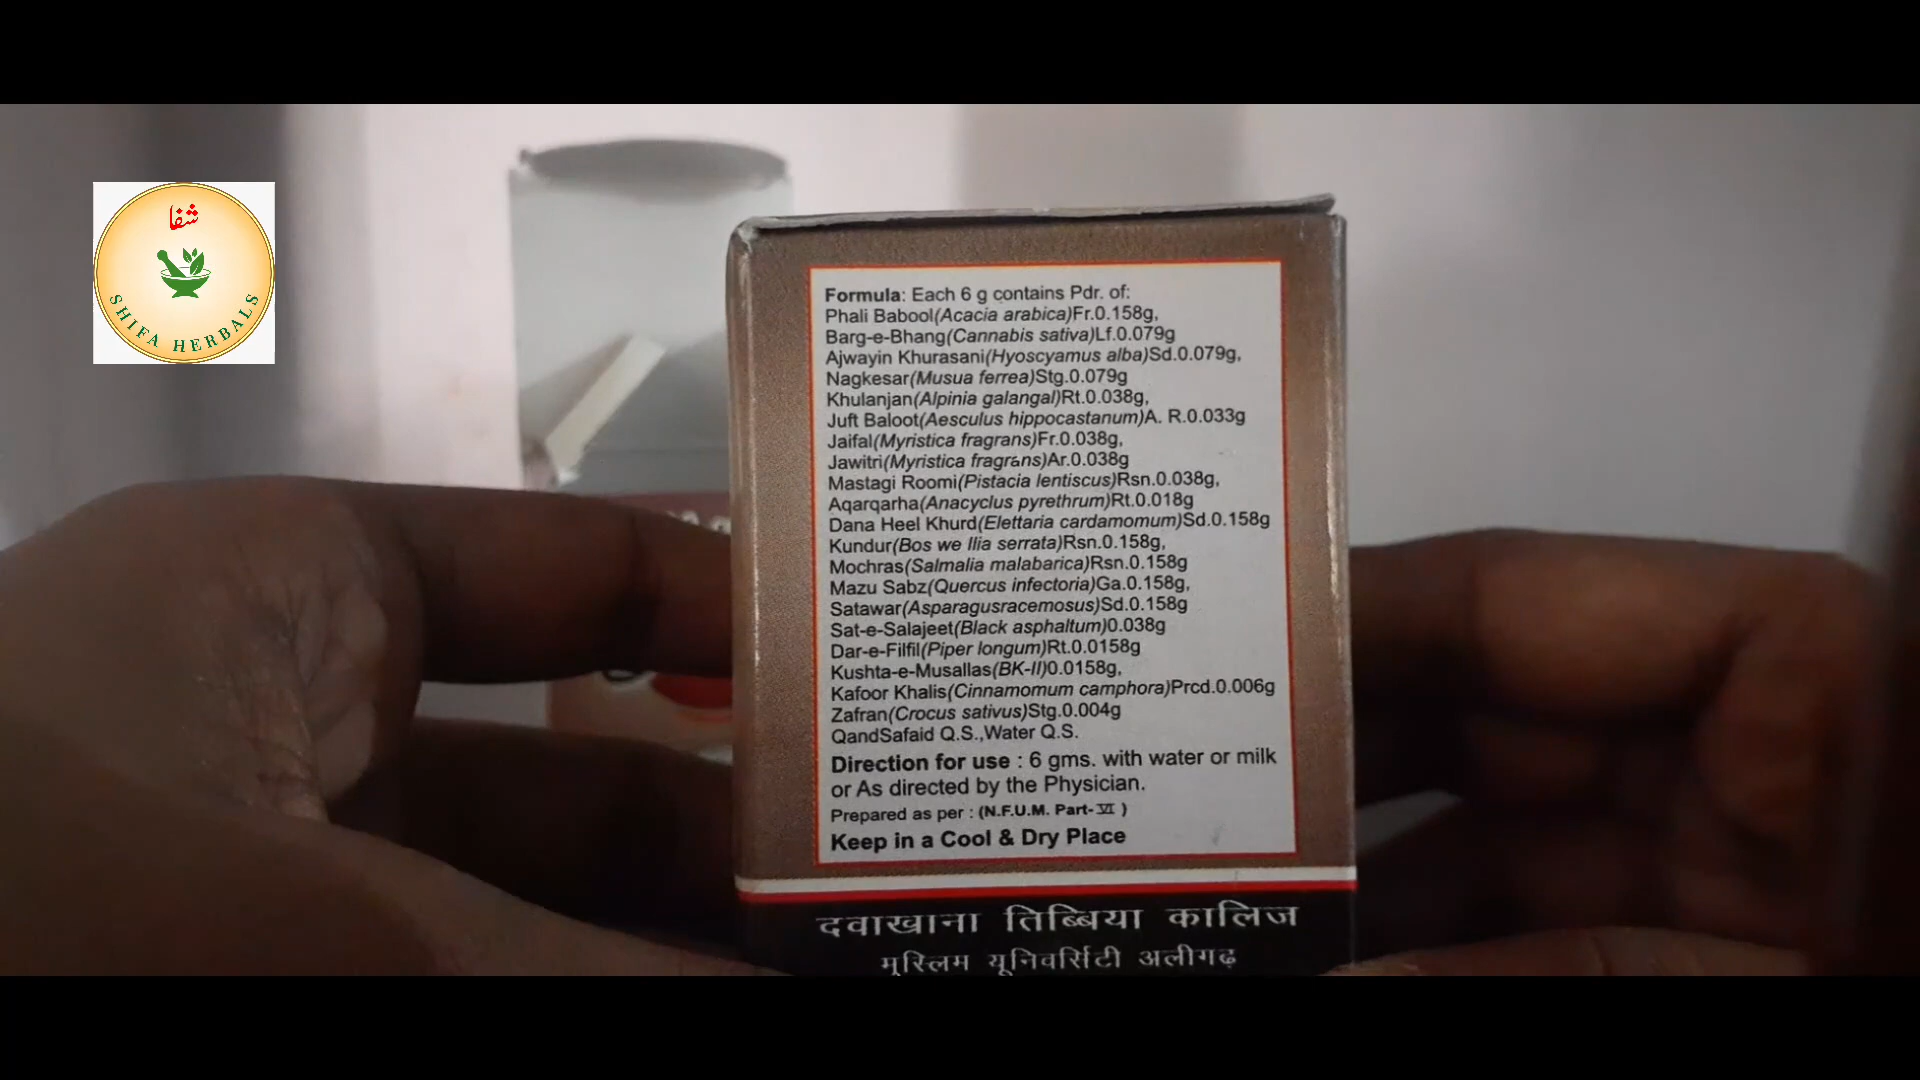 شفا
SHIFA HERBALS
Formula: Each 6 g contains Pdr. of:
Phali Babool(Acacia arabica)Fr.0.158g,
Barg-e-Bhang(Cannabis sativa)Lf.0.079g
Ajwayin Khurasani(Hyoscyamus alba)Sd.0.079g,
Nagkesar(Musua ferrea)Stg.0.079g
Khulanjan(Alpinia galangal)Rt.0.038g,
Juft Baloot(Aesculus hippocastanum)A. R.0.033g
Jaifal(Myristica fragrans)Fr.0.038g,
Jawitri(Myristica fragrans)Ar.0.038g
Mastagi Roomi(Pistacia lentiscus)Rsn.0.038g,
Aqarqarha(Anacyclus pyrethrum)Rt.0.018g
Dana Heel Khurd(Elettaria cardamomum)Sd.0.158g
Kundur(Bos we llia serrata)Rsn.0.158g,
Mochras(Salmalia malabarica)Rsn.0.158g
Mazu Sabz(Quercus infectoria)Ga.0.158g,
Satawar(Asparagusracemosus)Sd.0.158g
Sat-e-Salajeet(Black asphaltum)0.038g
Dar-e-Filfil(Piper longum)Rt.0.0158g
Kushta-e-Musallas(BK-II)0.0158g,
Kafoor Khalis(Cinnamomum camphora)Prcd.0.006g
Zafran(Crocus sativus)Stg.0.004g
QandSafaid Q.S.,Water Q.S.
Direction for use : 6 gms. with water or milk
or As directed by the Physician.
Prepared as per : (N.F.U.M. Part-VI )
Keep in a Cool & Dry Place
दवाखाना तिब्बिया कालिज
मुस्लिम यूनिवर्सिटी अलीगढ़